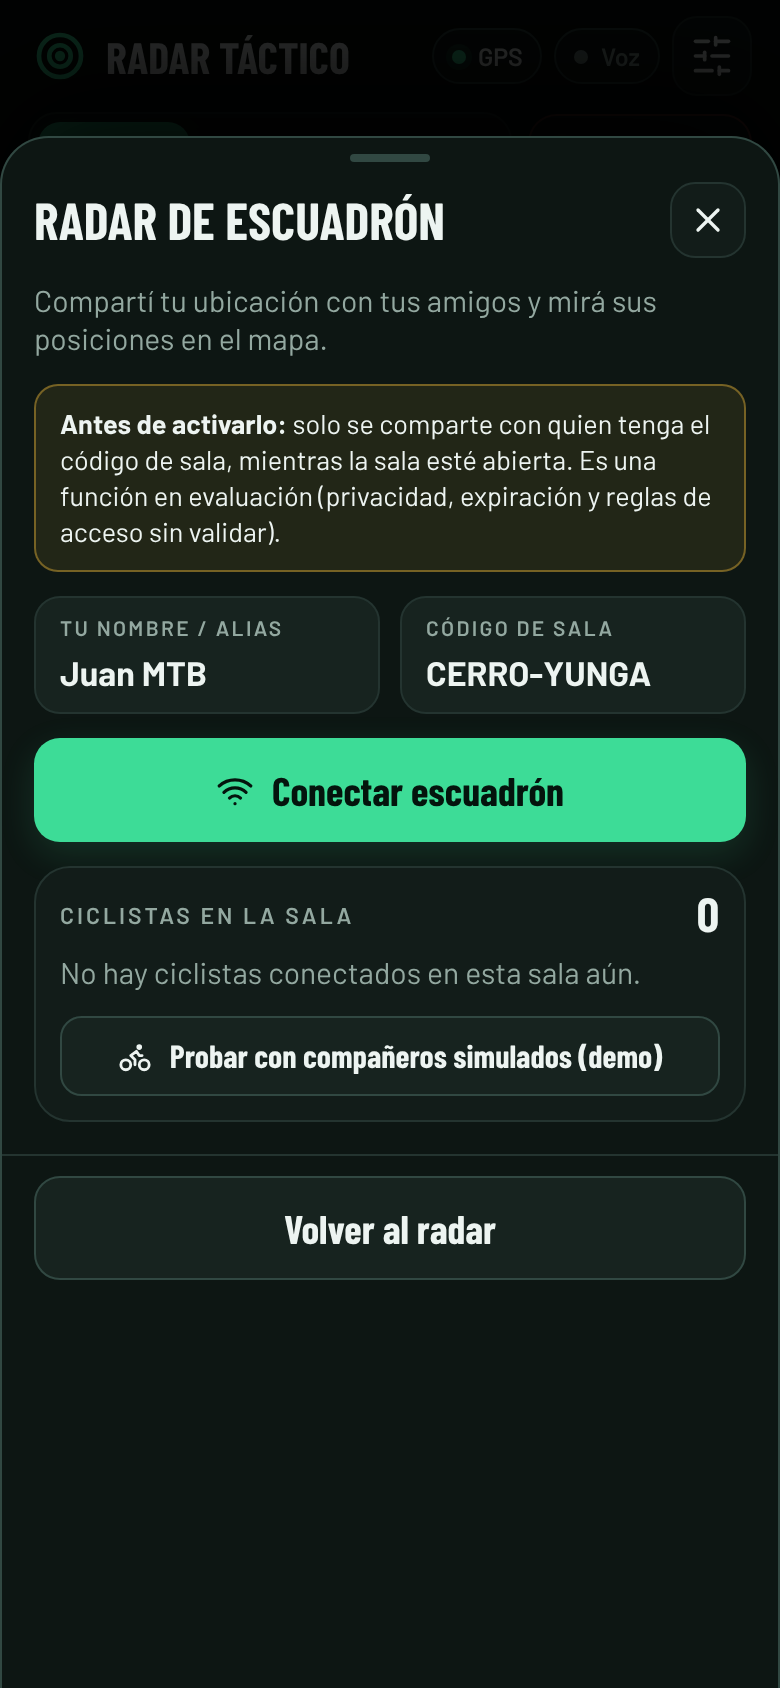 RADAR TÁCTICO
GPS
Voz
RADAR DE ESCUADRÓN
Compartí tu ubicación con tus amigos y mirá sus
posiciones en el mapa.
Antes de activarlo: solo se comparte con quien tenga el
código de sala, mientras la sala esté abierta. Es una
función en evaluación (privacidad, expiración y reglas de
acceso sin validar).
TU NOMBRE / ALIAS
Juan MTB
CÓDIGO DE SALA
CERRO-YUNGA
Conectar escuadrón
CICLISTAS EN LA SALA
0
No hay ciclistas conectados en esta sala aún.
Probar con compañeros simulados (demo)
Volver al radar